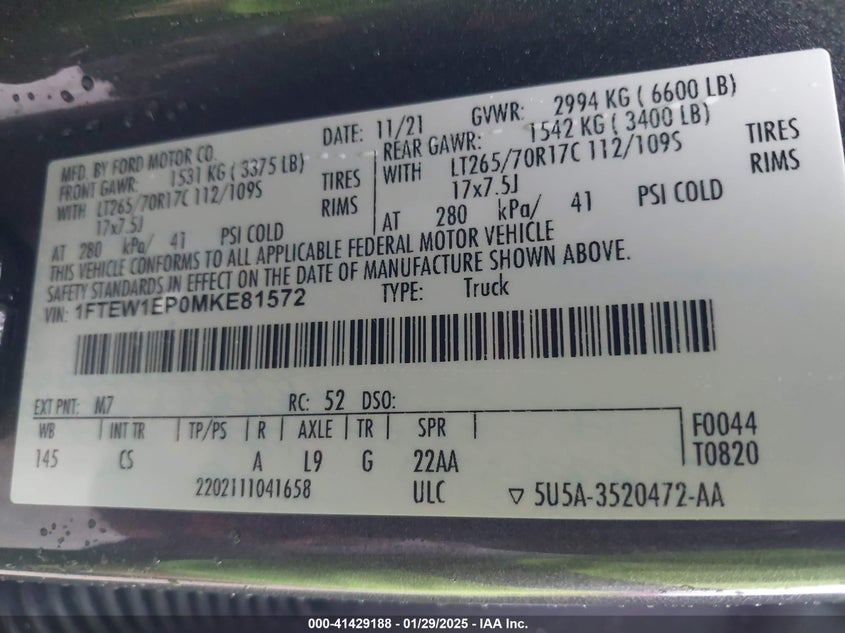 MFD. BY FORD MOTOR CO. DATE: 11/21 GVWR: 2994 KG ( 6600 LB)
FRONT GAWR: 1531 KG ( 3375 LB) REAR GAWR: 1542 KG ( 3400 LB)
WITH LT265/70R17C 112/109S TIRES WITH LT265/70R17C 112/109S TIRES
17x7.5J RIMS 17x7.5J RIMS
AT 280 kPa/ 41 PSI COLD AT 280 kPa/ 41 PSI COLD
THIS VEHICLE CONFORMS TO ALL APPLICABLE FEDERAL MOTOR VEHICLE
SAFETY STANDARDS IN EFFECT ON THE DATE OF MANUFACTURE SHOWN ABOVE.
VIN: 1FTEW1EP0MKE81572 TYPE: Truck
EXT PNT: M7 RC: 52 DSO:
WB INT TR TP/PS R AXLE TR SPR F0044
145 CS A L9 G 22AA T0820
2202111041658 ULC ▽ 5U5A-3520472-AA
000-41429188 - 01/29/2025 - IAA Inc.